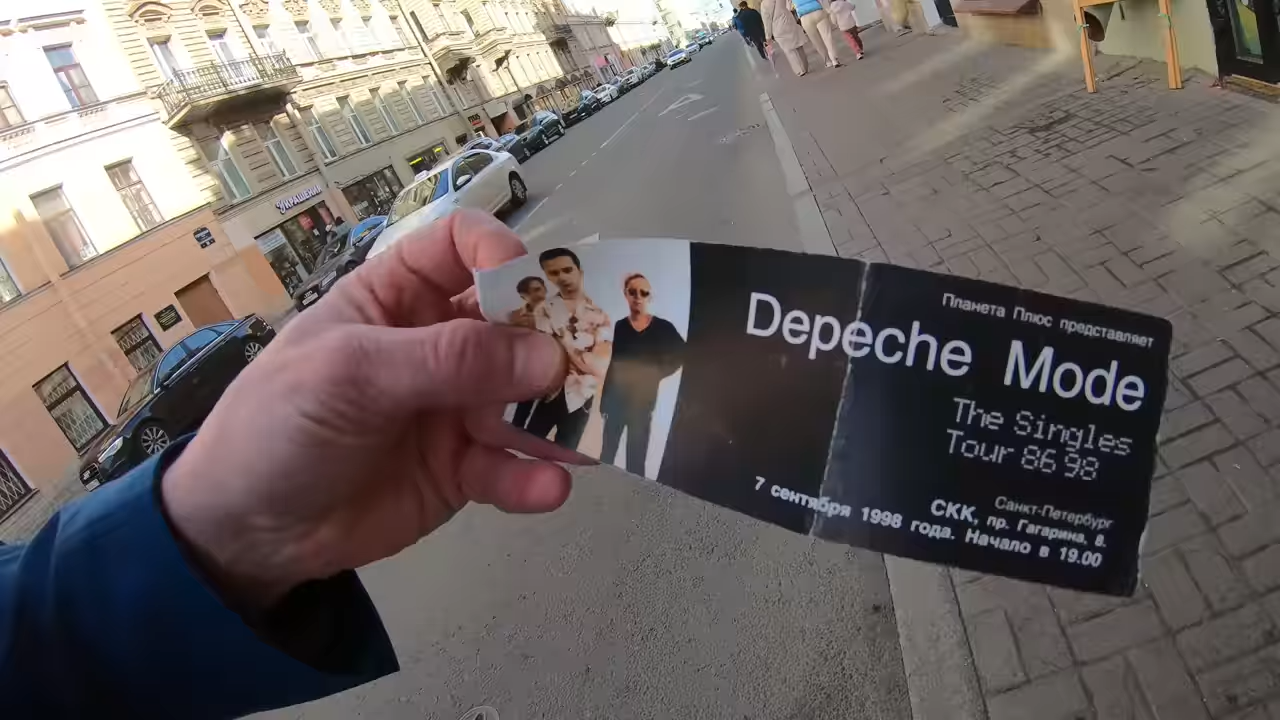 УКРАШЕНИЯ
Планета Плюс представляет
Depeche Mode
The Singles
Tour 86 98
Санкт-Петербург
СКК, пр. Гагарина, 8.
7 сентября 1998 года. Начало в 19.00